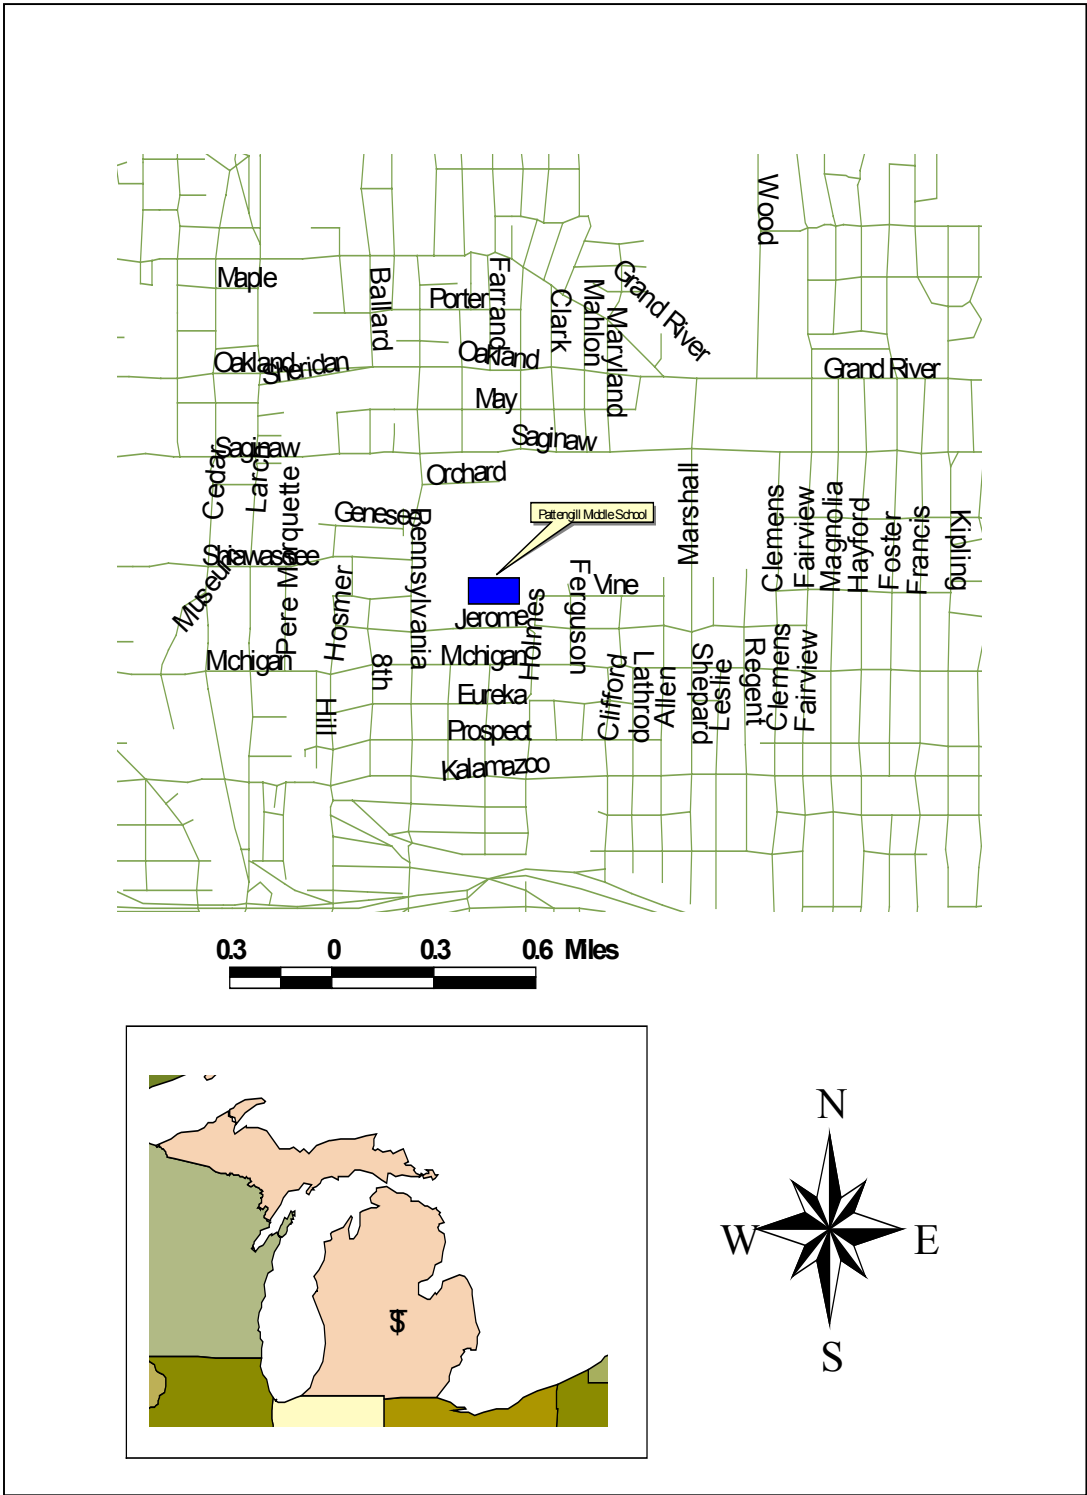 Wood
Maple
Ballard
Porter
Farrand
Clark
Mahlon
Maryland
Grand River
Oakland
Sheridan
Oakland
Grand River
May
Saginaw
Saginaw
Cedar
Larch
Pere Marquette
Orchard
Marshall
Genesee
Pennsylvania
Pattengill Middle School
Clemens
Fairview
Magnolia
Hayford
Foster
Francis
Kipling
Shiawassee
Museum
Hosmer
Ferguson
Vine
Jerome
Holmes
Michigan
8th
Michigan
Clifford
Lathrop
Allen
Shepard
Leslie
Regent
Clemens
Fairview
Eureka
Hill
Prospect
Kalamazoo
0.3 0 0.3 0.6 Miles
N
W E
S